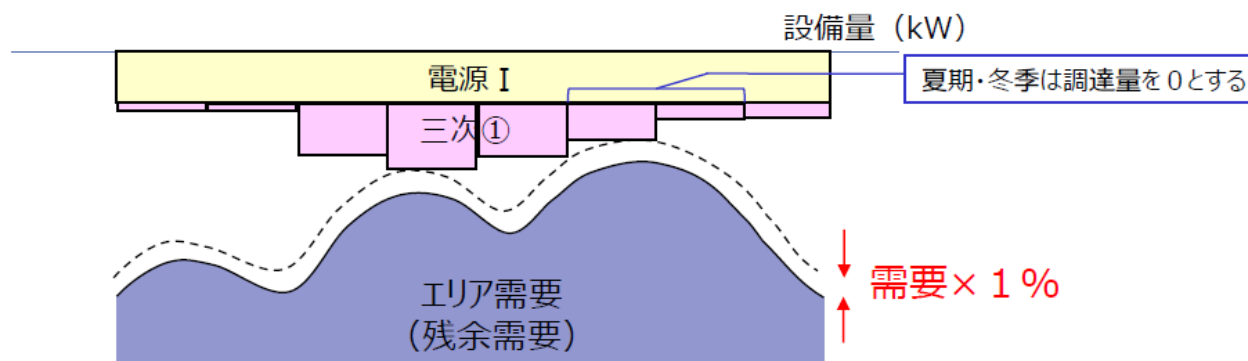 設備量（kW）
電源Ⅰ
夏期・冬季は調達量を０とする
三次①
需要×１％
エリア需要
（残余需要）